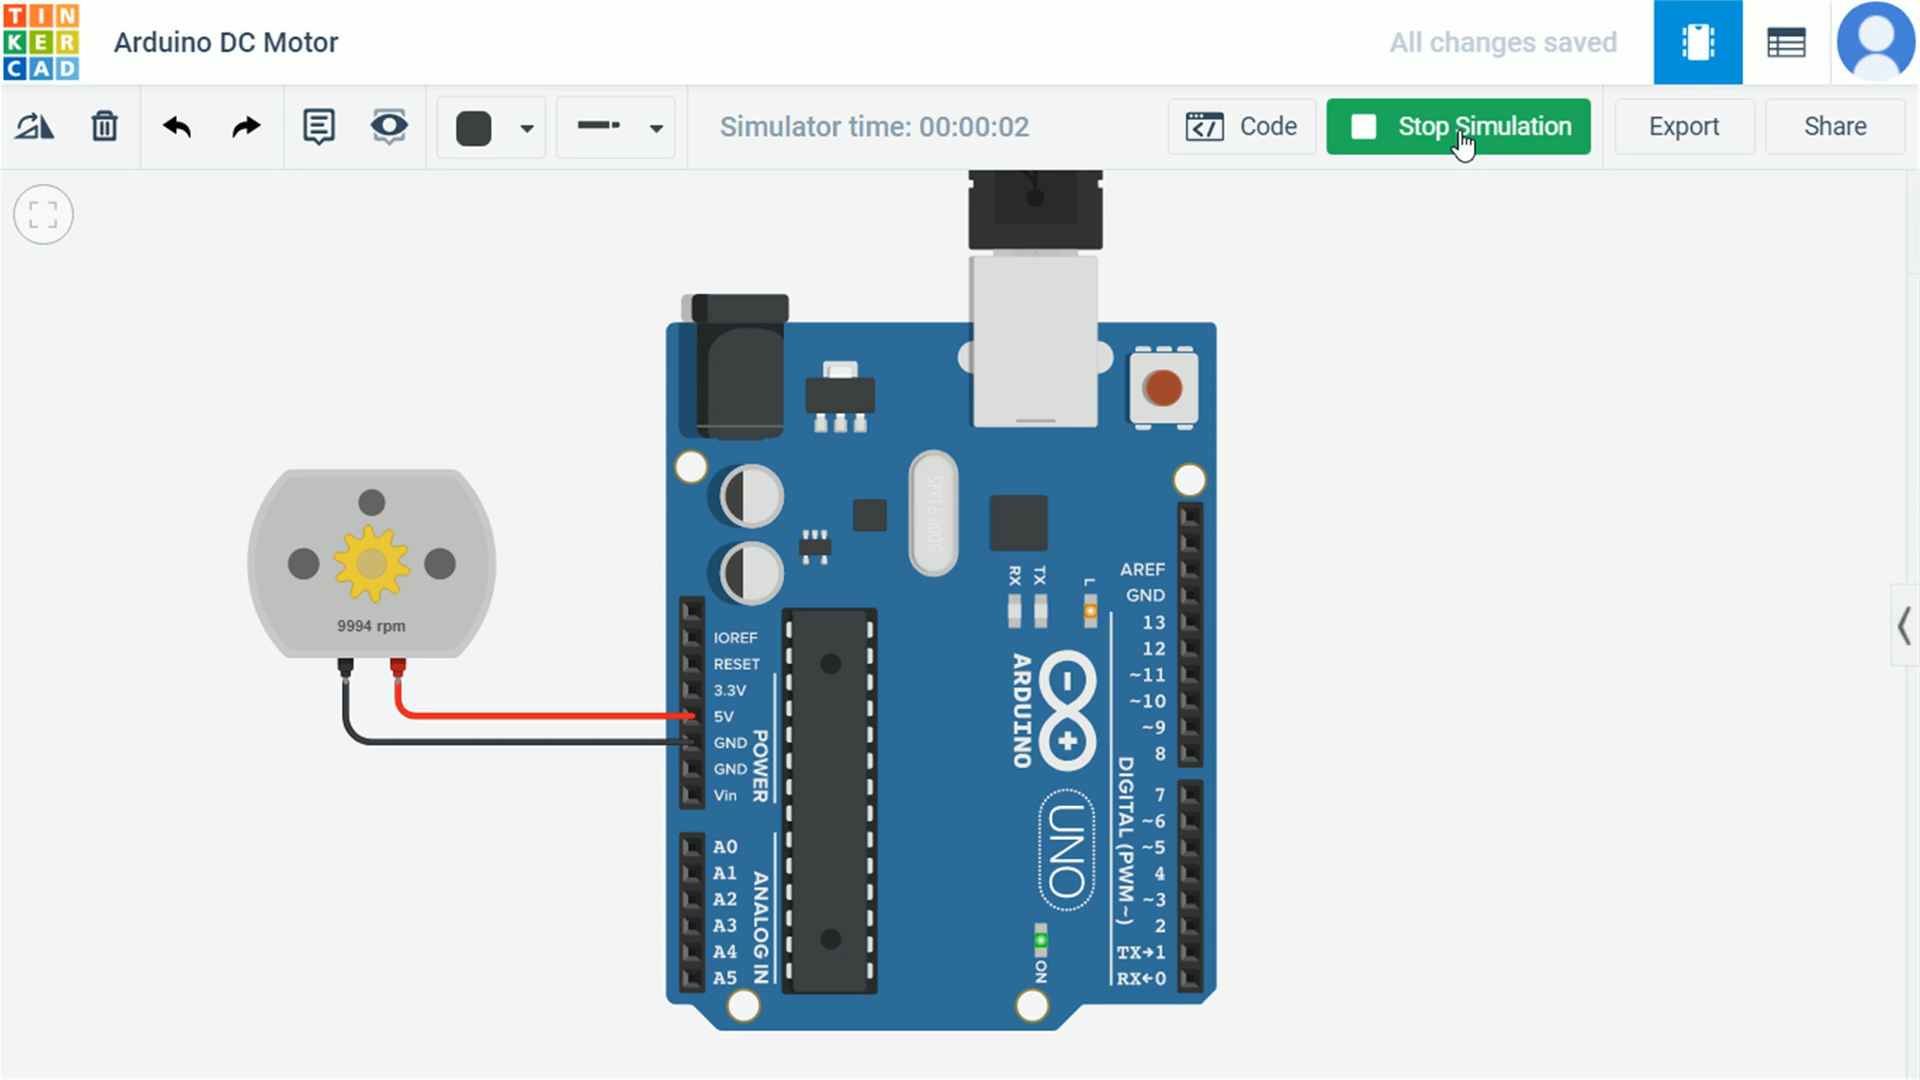 TIN
KER
CAD
Arduino DC Motor
All changes saved
Simulator time: 00:00:02
Code
Stop Simulation
Export
Share
SPK16.000G
9994 rpm
RX
TX
L
IOREF
RESET
3.3V
5V
GND
GND
Vin
POWER
A0
A1
A2
A3
A4
A5
ANALOG IN
ARDUINO
UNO
ON
AREF
GND
13
12
~11
~10
~9
8
7
~6
~5
4
~3
2
TX→1
RX←0
DIGITAL (PWM~)